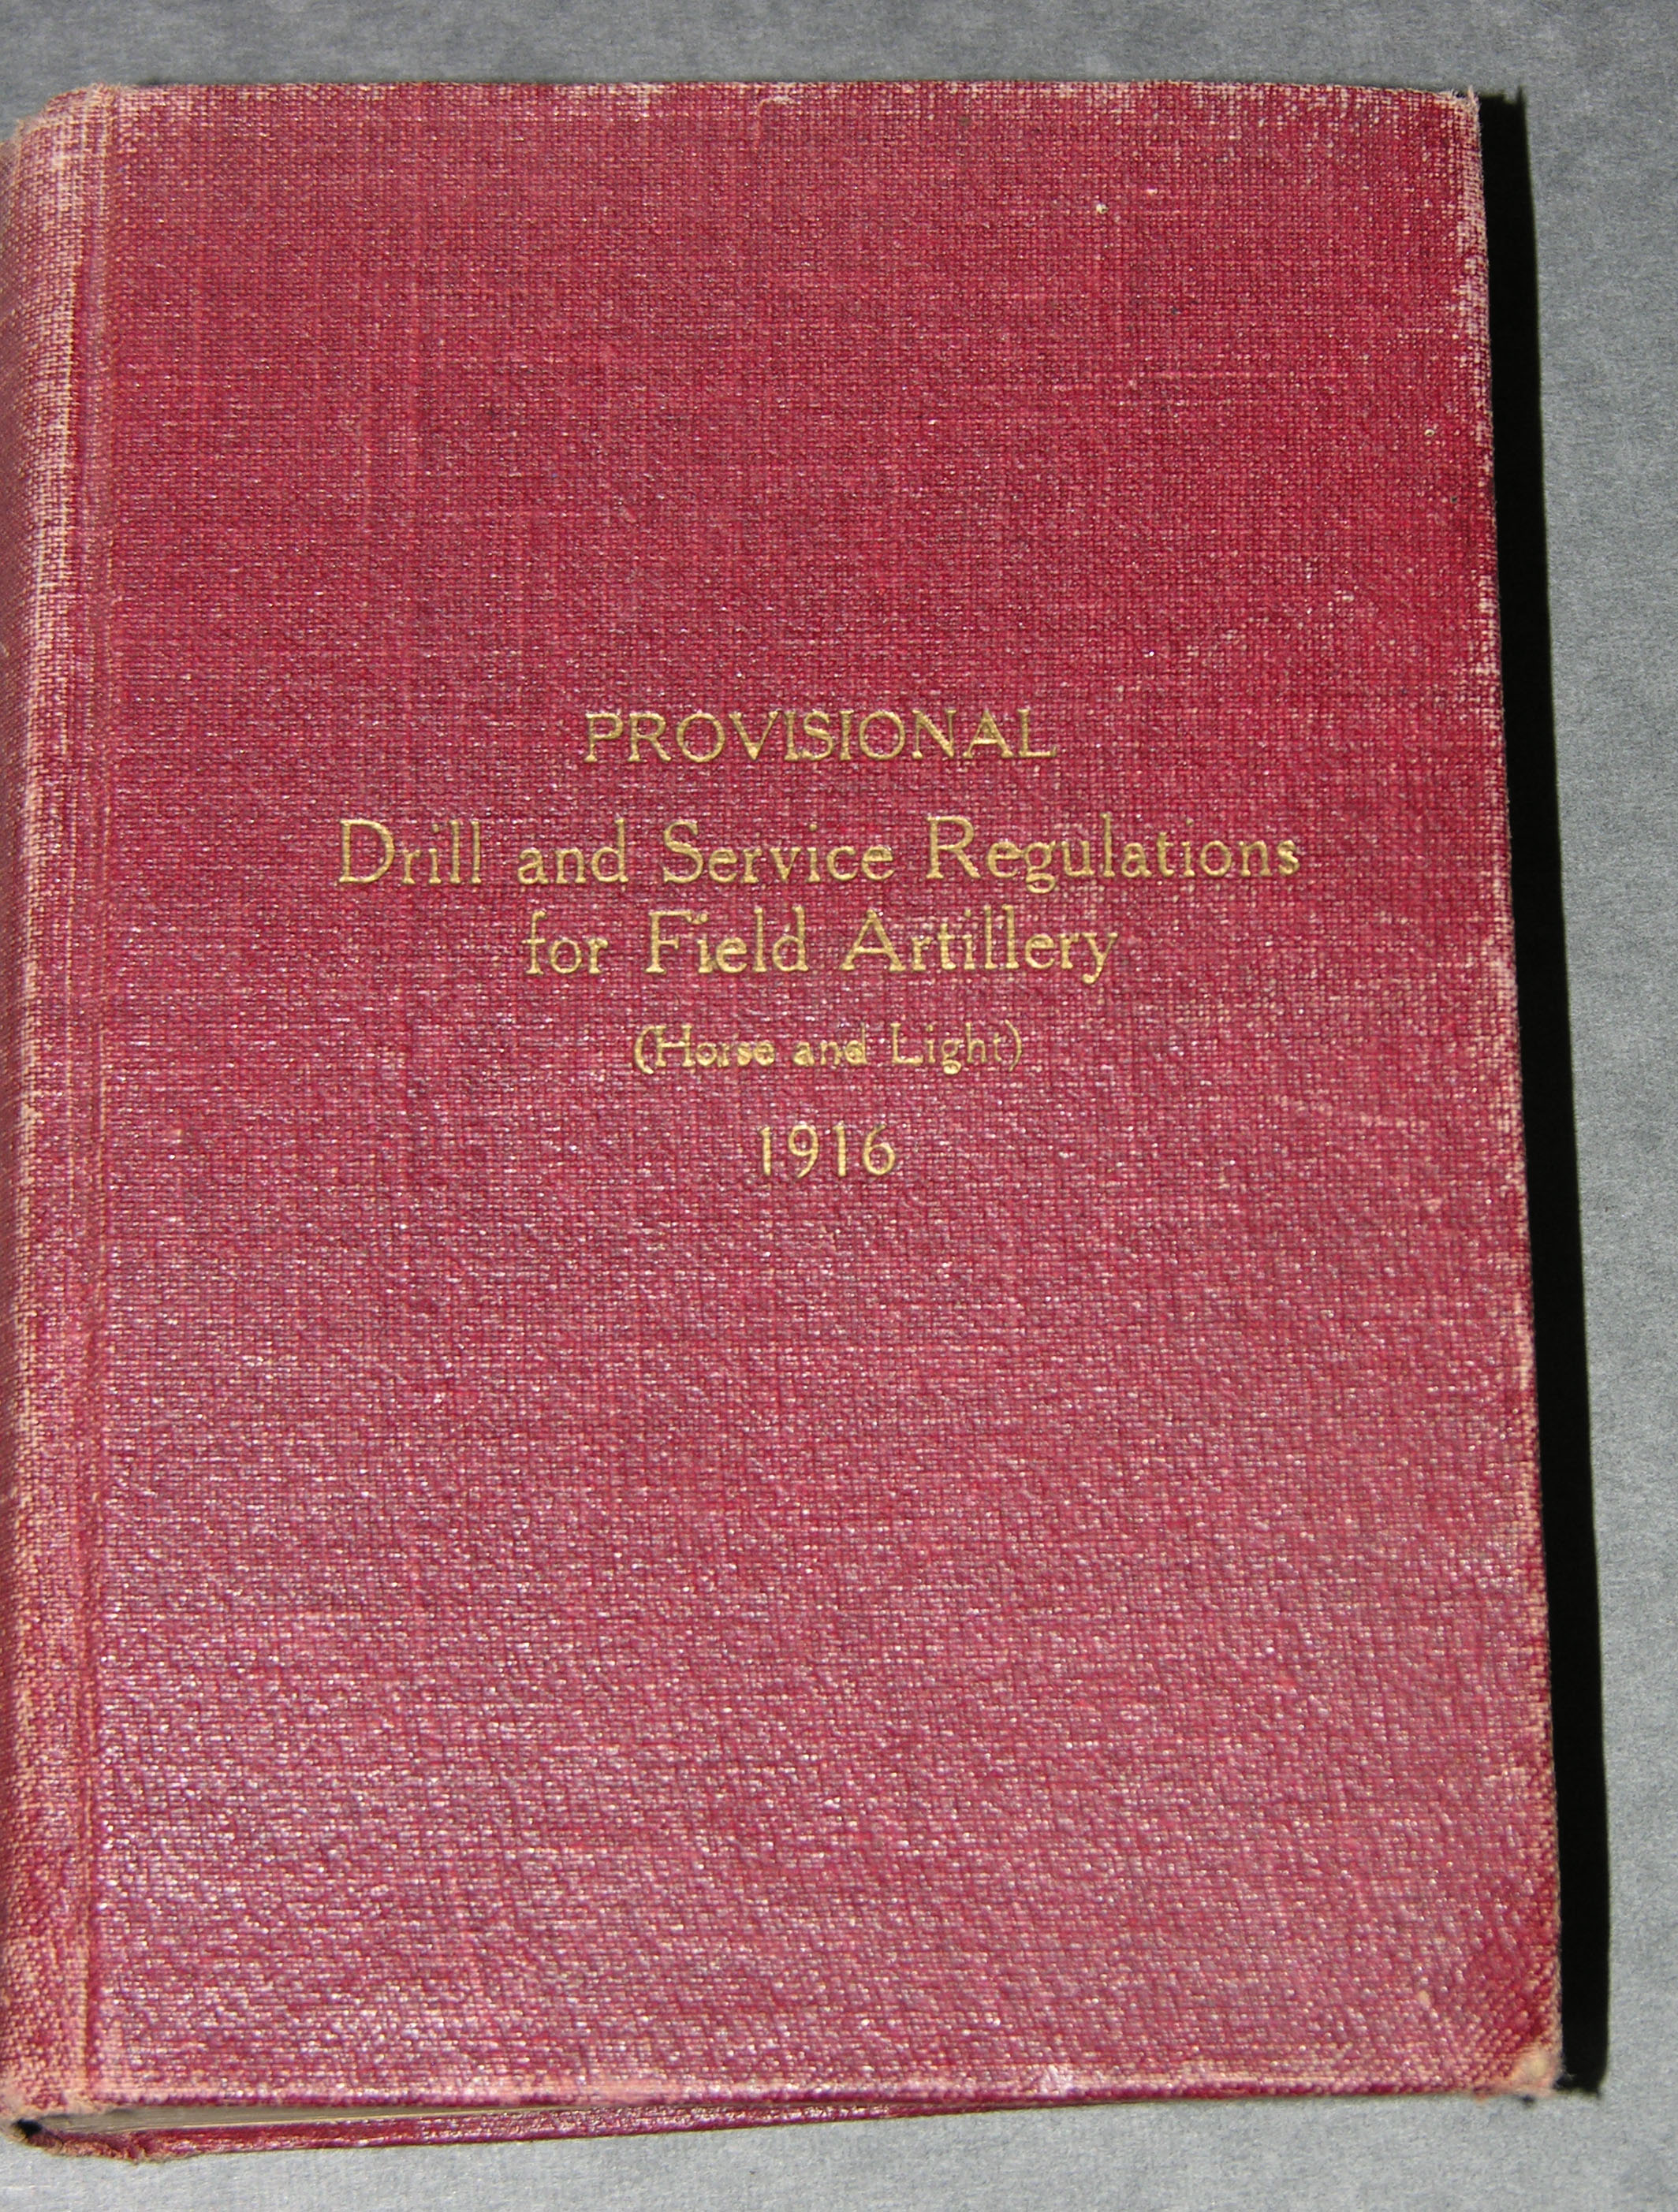 PROVISIONAL
Drill and Service Regulations
for Field Artillery
(Horse and Light)
1916